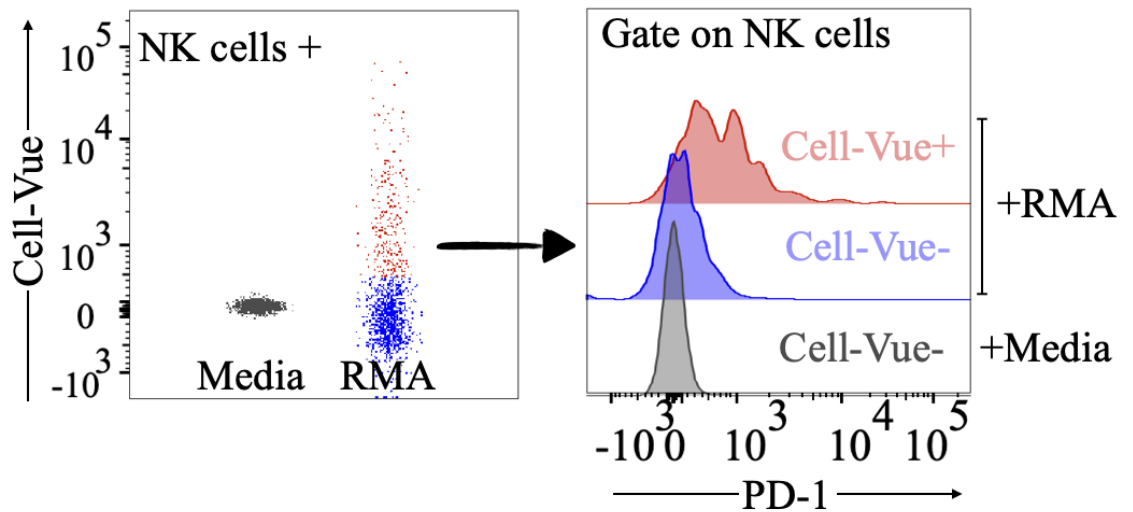 NK cells +
Cell-Vue
10^5
10^4
10^3
0
-10^3
Media RMA
Gate on NK cells
Cell-Vue+
Cell-Vue-
Cell-Vue-
+RMA
+Media
-10^3 0 10^3 10^4 10^5
PD-1